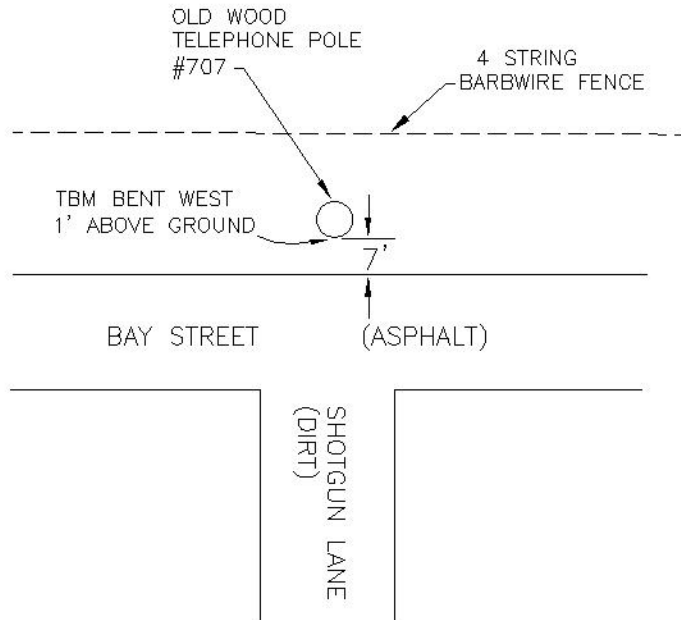 OLD WOOD
TELEPHONE POLE
#707
4 STRING
BARBWIRE FENCE
TBM BENT WEST
1' ABOVE GROUND
7'
BAY STREET (ASPHALT)
SHOTGUN LANE
(DIRT)